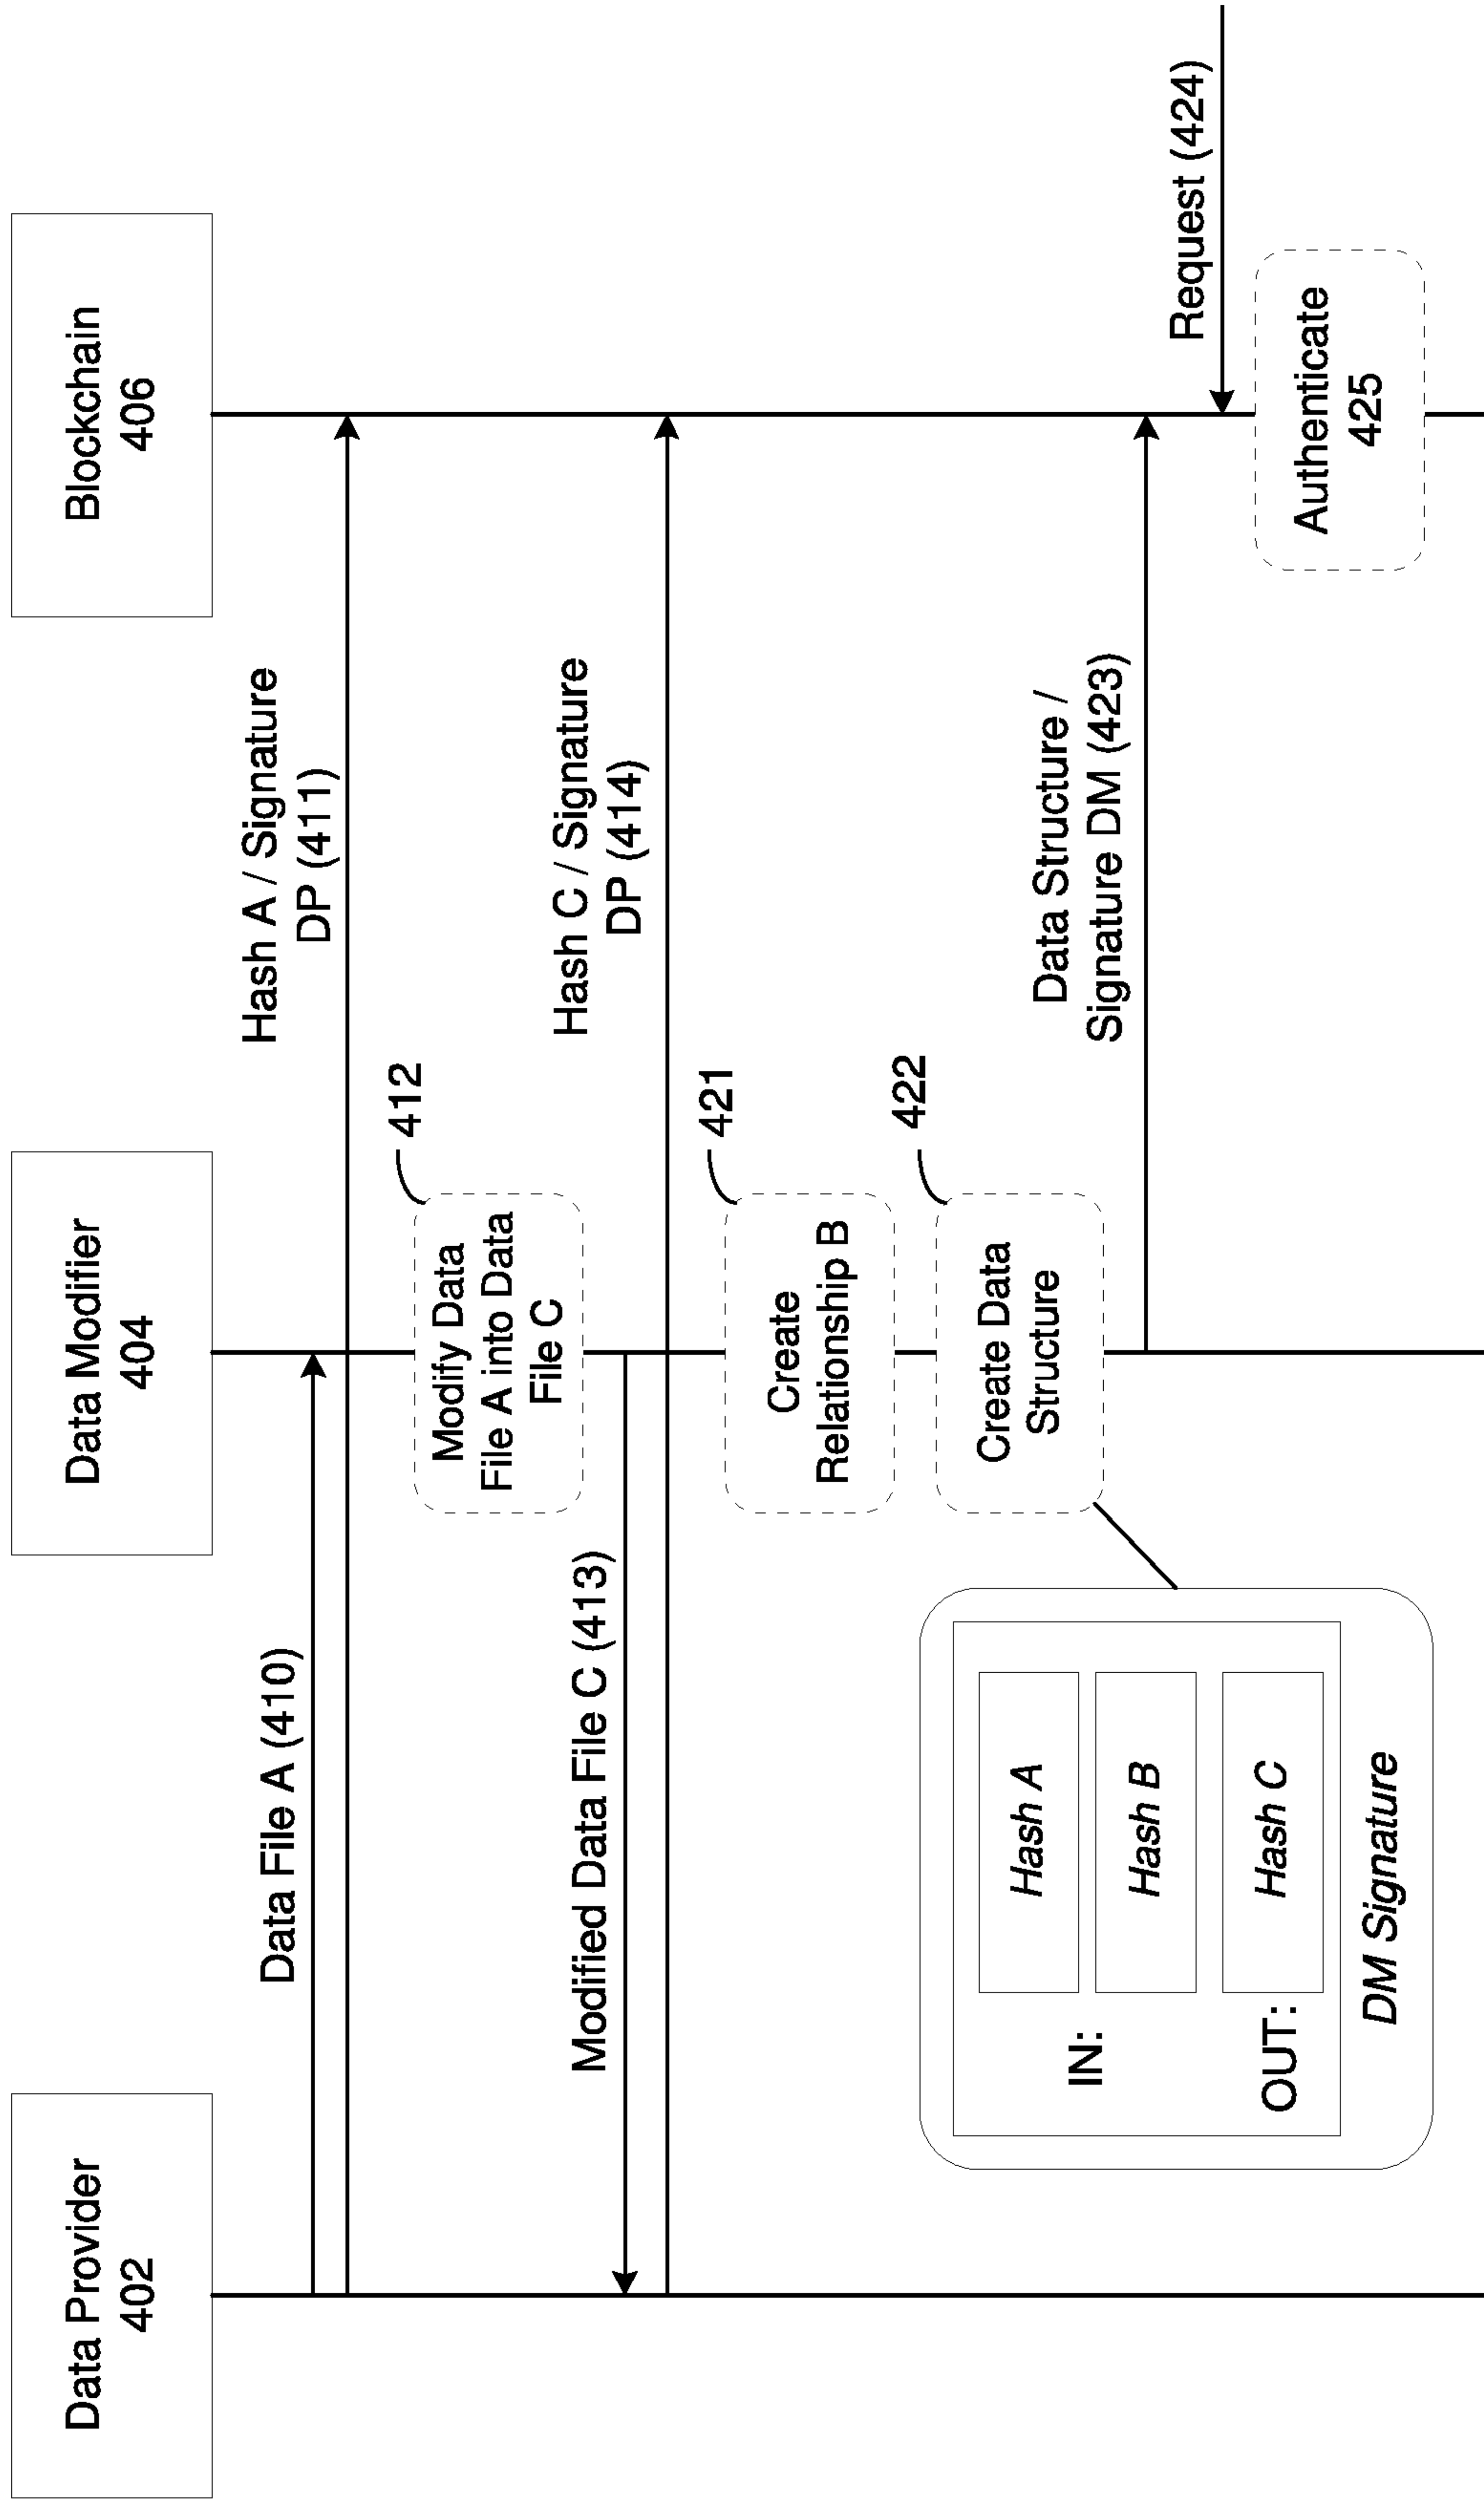 Data Provider
402
Data Modifier
404
Blockchain
406
Data File A (410)
Hash A / Signature
DP (411)
412
Modify Data
File A into Data
File C
Modified Data File C (413)
Hash C / Signature
DP (414)
421
Create
Relationship B
422
Create Data
Structure
IN:
Hash A
Hash B
OUT:
Hash C
DM Signature
Data Structure /
Signature DM (423)
Request (424)
Authenticate
425